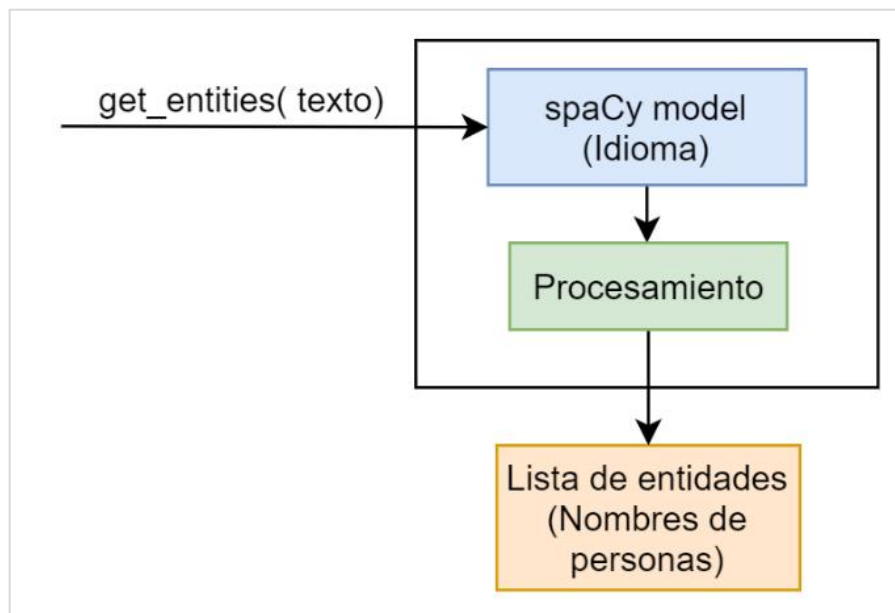 get_entities( texto)
spaCy model
(Idioma)
Procesamiento
Lista de entidades
(Nombres de
personas)